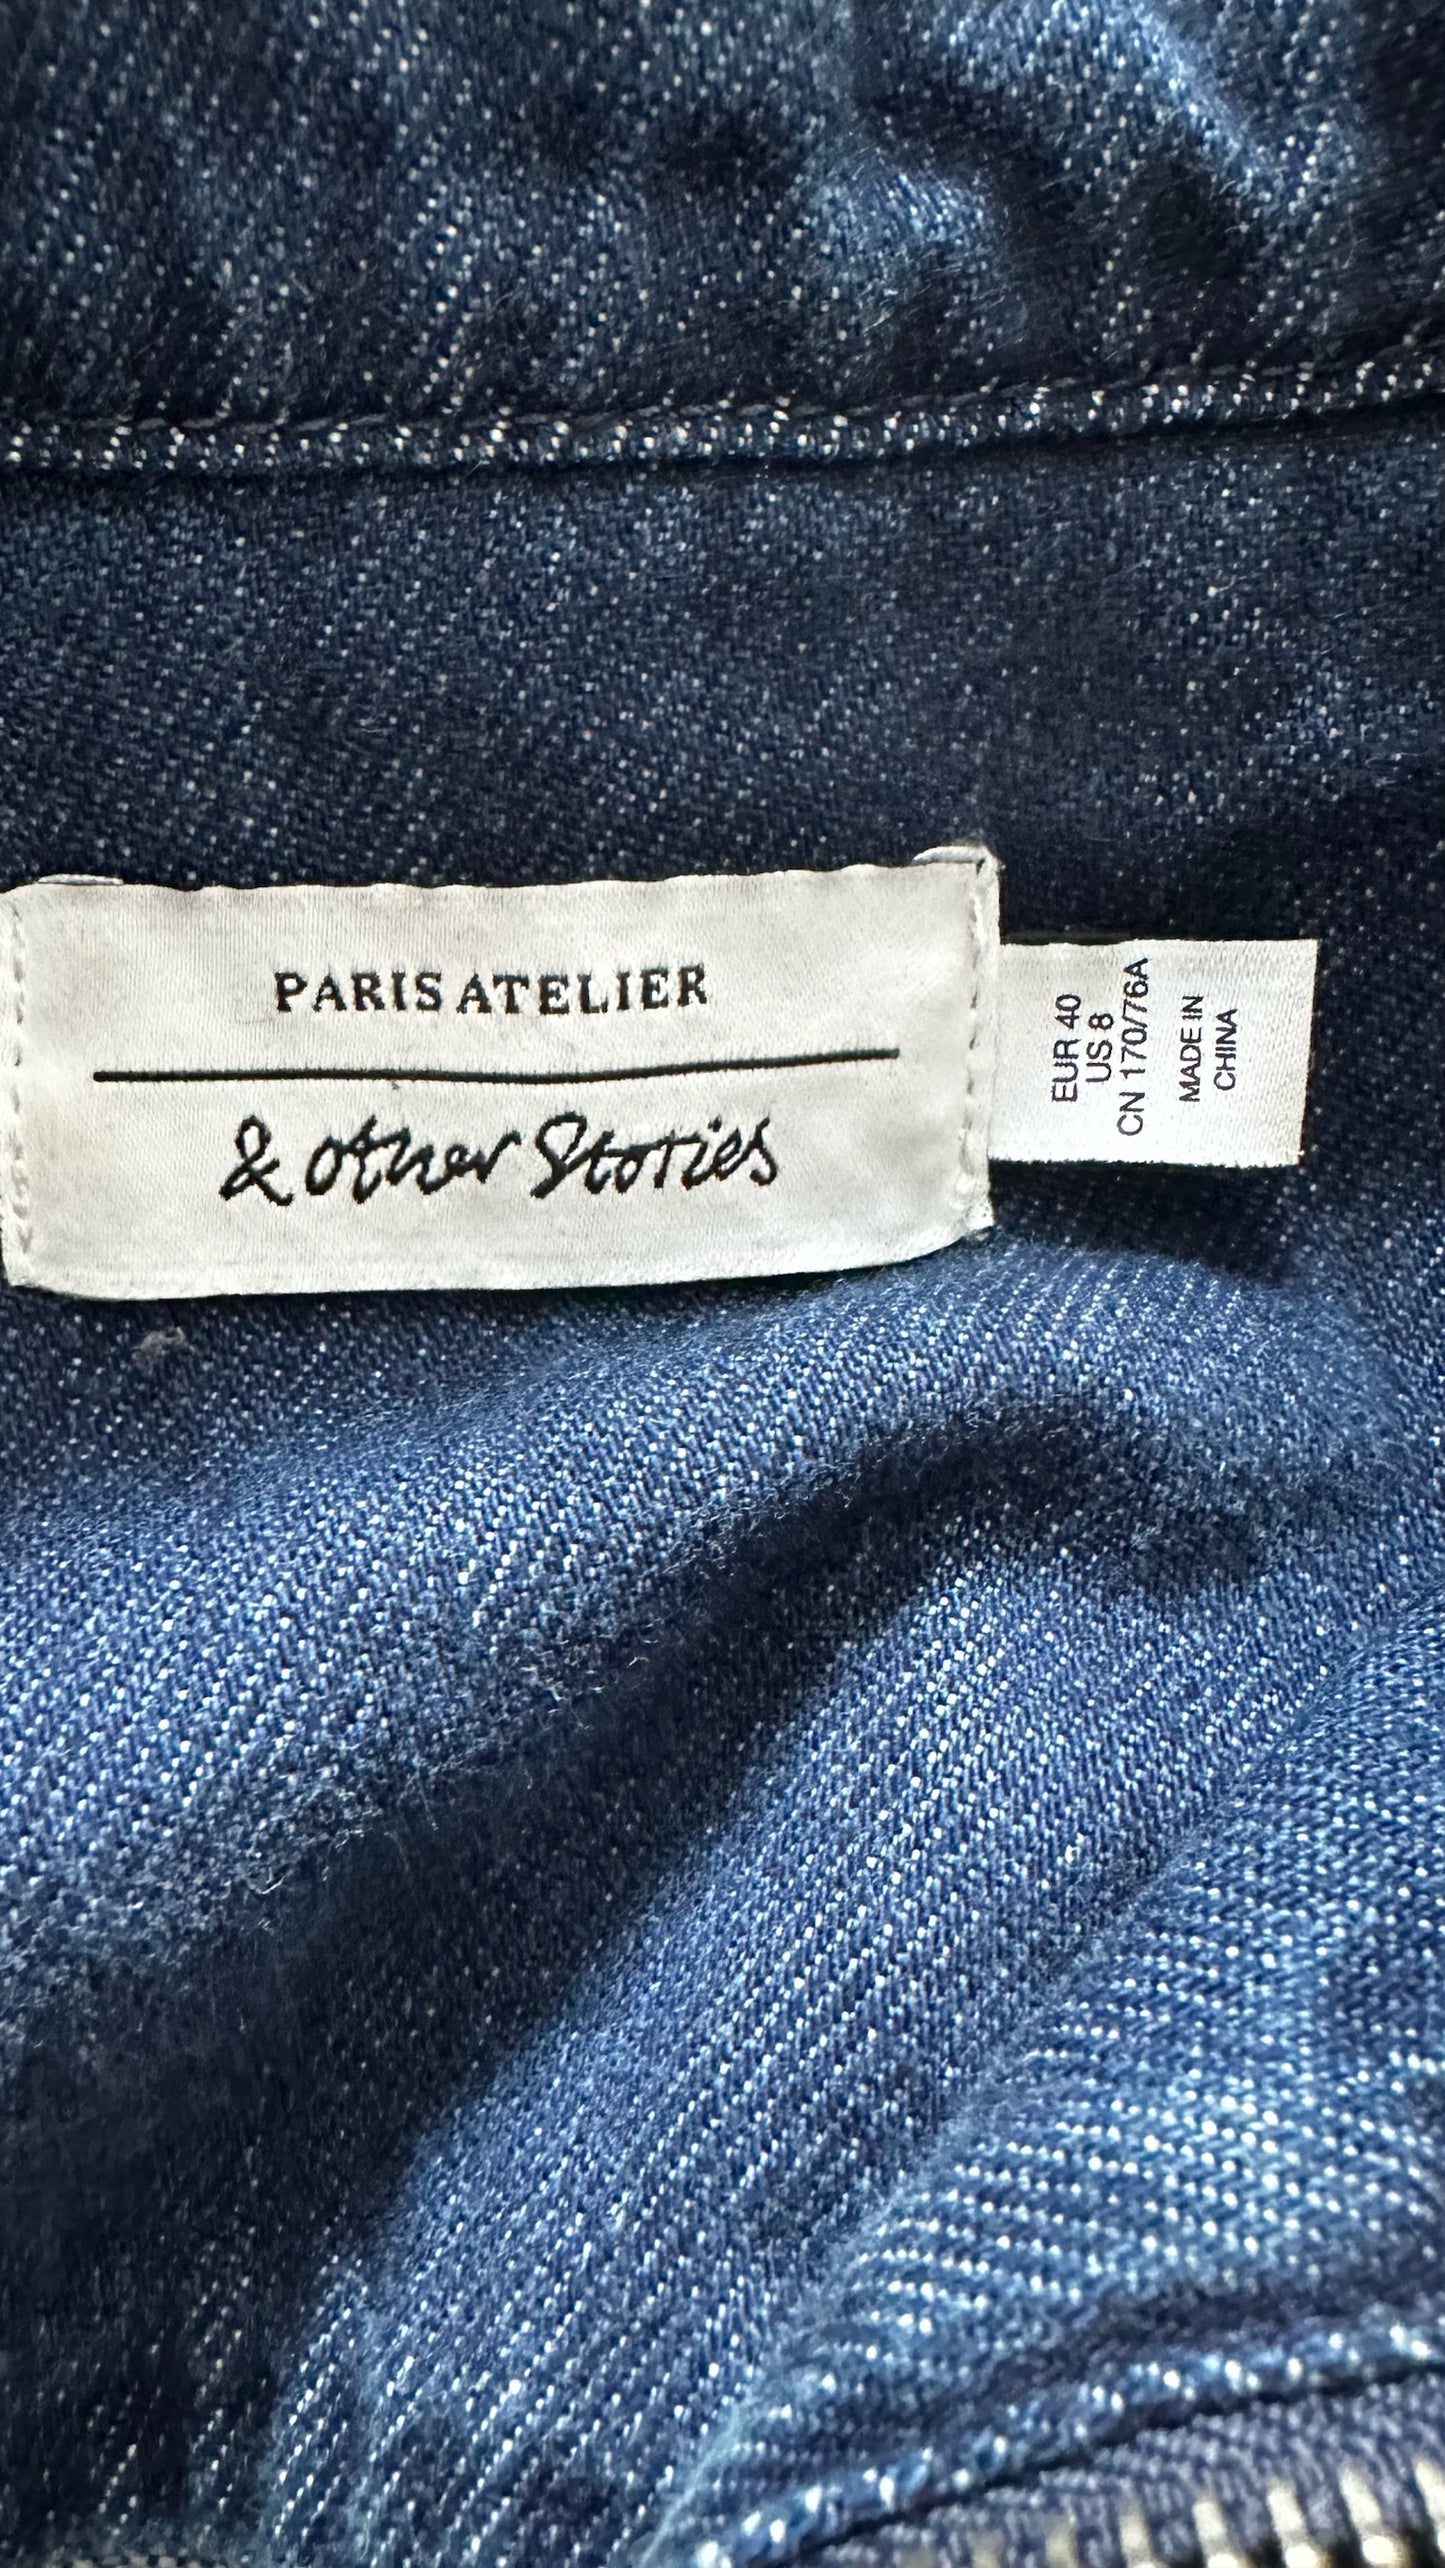 PARIS ATELIER
& other Stories
EUR 40
US 8
CN 170/76A
MADE IN
CHINA